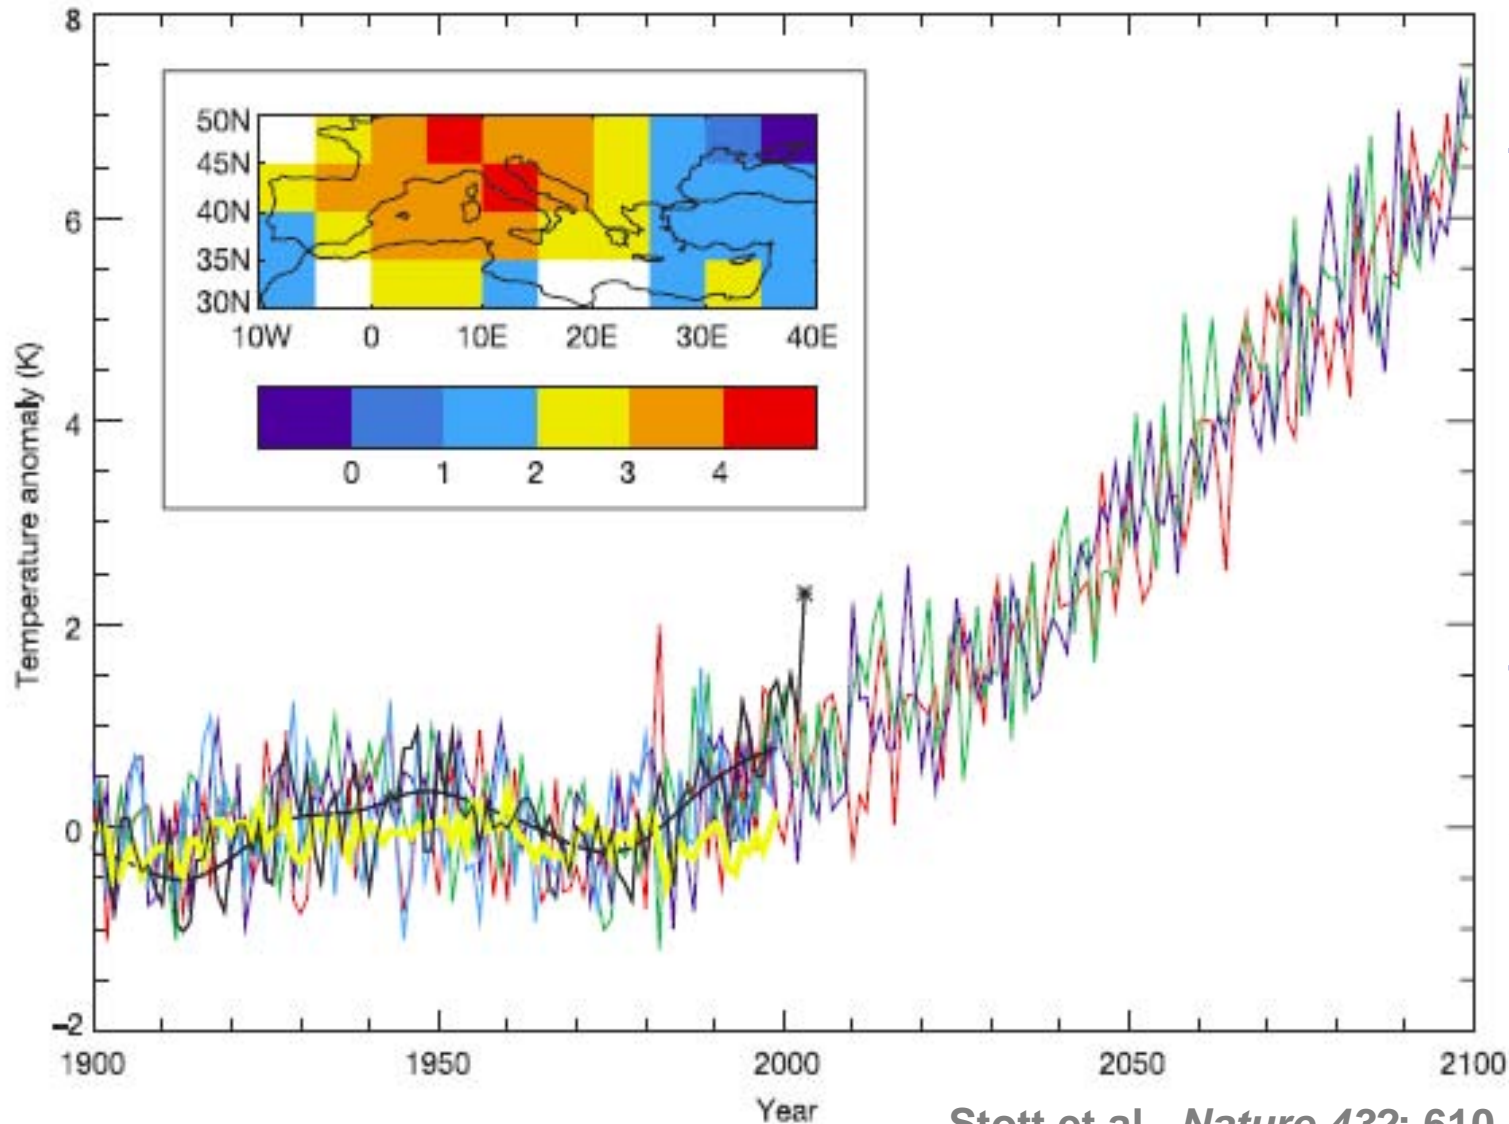 8
6
4
2
0
−2
Temperature anomaly (K)
50N
45N
40N
35N
30N
10W 0 10E 20E 30E 40E
0 1 2 3 4
1900 1950 2000 2050 2100
Year
Stott et al., Nature 432: 610